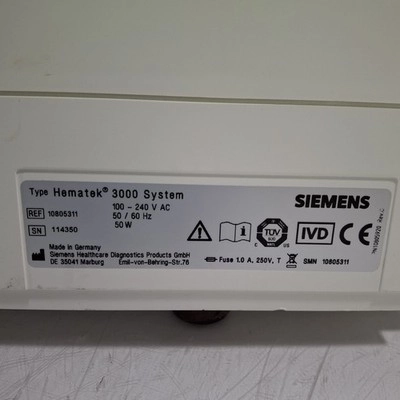 Type Hematek® 3000 System
100 - 240 V AC
50 / 60 Hz
50 W
REF 10805311
SN 114350
SIEMENS
TÜV
IVD
CE
Made in Germany
Siemens Healthcare Diagnostics Products GmbH
DE 35041 Marburg Emil-von-Behring-Str.76
Fuse 1.0 A, 250V, T
SMN 10805311